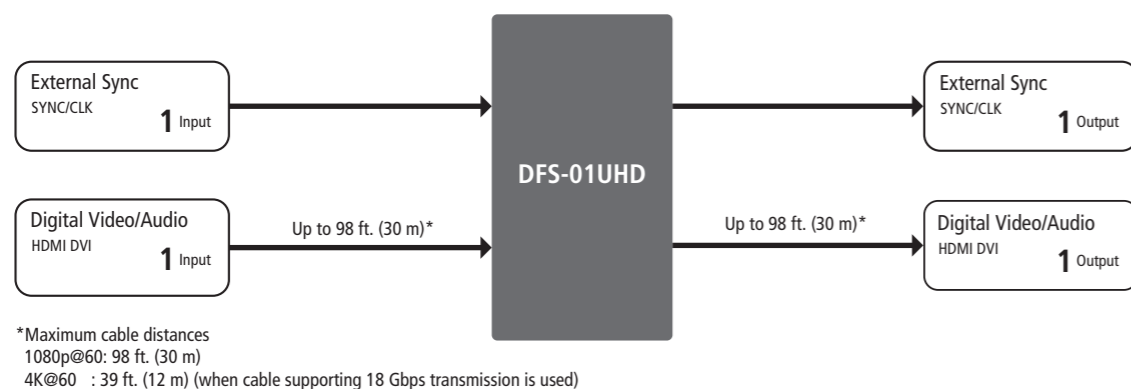 External Sync
SYNC/CLK
1 Input
Digital Video/Audio
HDMI DVI
1 Input
Up to 98 ft. (30 m)*
DFS-01UHD
Up to 98 ft. (30 m)*
External Sync
SYNC/CLK
1 Output
Digital Video/Audio
HDMI DVI
1 Output
*Maximum cable distances
1080p@60: 98 ft. (30 m)
4K@60 : 39 ft. (12 m) (when cable supporting 18 Gbps transmission is used)